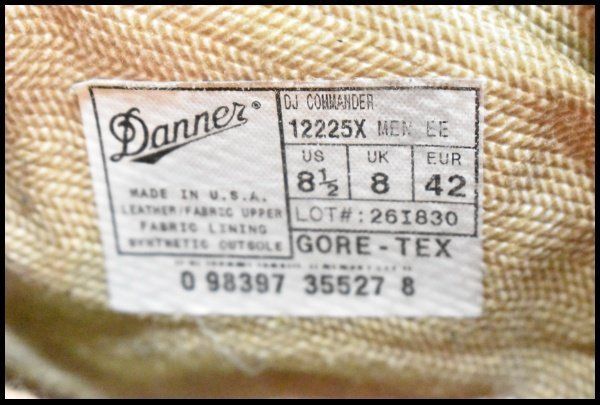 Danner®
MADE IN U.S.A.
LEATHER/FABRIC UPPER
FABRIC LINING
SYNTHETIC OUTSOLE
DJ COMMANDER
12225X MEN EE
US UK EUR
8½ 8 42
LOT#:26I830
GORE-TEX
0 98397 35527 8